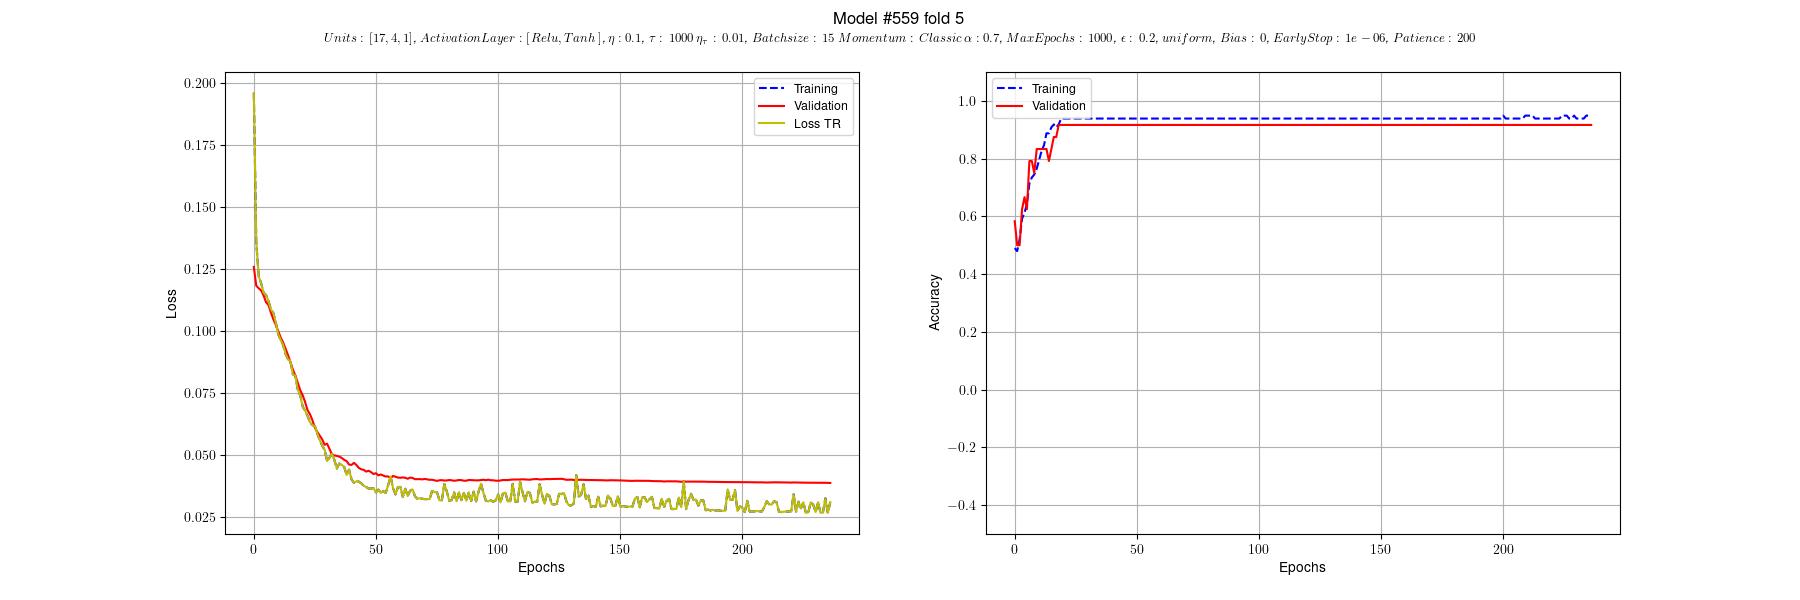 Model #559 fold 5
Units : [17, 4, 1], ActivationLayer : [Relu, Tanh], η : 0.1, τ : 1000 ητ : 0.01, Batchsize : 15 Momentum : Classic α : 0.7, MaxEpochs : 1000, ϵ : 0.2, uniform, Bias : 0, EarlyStop : 1e − 06, Patience : 200
0.200
0.175
0.150
0.125
0.100
0.075
0.050
0.025
Loss
Training
Validation
Loss TR
0 50 100 150 200
Epochs
1.0
0.8
0.6
0.4
0.2
0.0
−0.2
−0.4
Accuracy
Training
Validation
0 50 100 150 200
Epochs